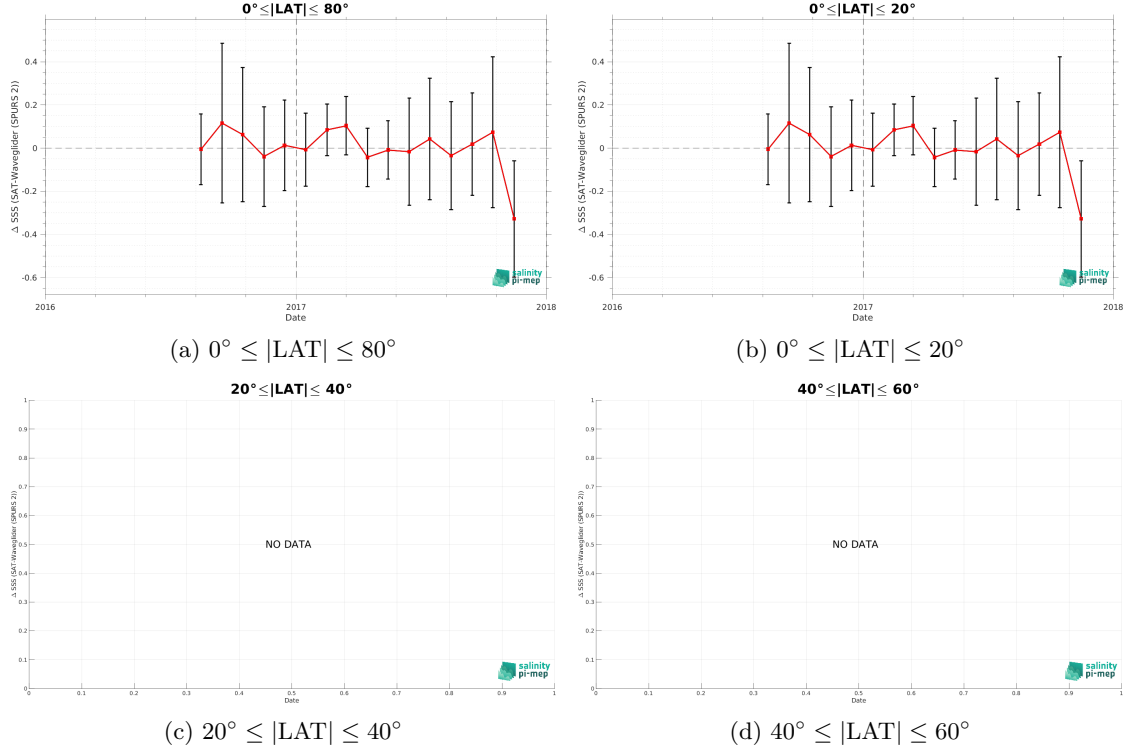 0°≤|LAT|≤ 80°
Δ SSS (SAT-Waveglider (SPURS 2))
0.4
0.2
0
-0.2
-0.4
-0.6
2016
2017
2018
Date
salinity
pi-mep
(a) 0° ≤ |LAT| ≤ 80°
0°≤|LAT|≤ 20°
Δ SSS (SAT-Waveglider (SPURS 2))
0.4
0.2
0
-0.2
-0.4
-0.6
2016
2017
2018
Date
salinity
pi-mep
(b) 0° ≤ |LAT| ≤ 20°
20°≤|LAT|≤ 40°
Δ SSS (SAT-Waveglider (SPURS 2))
1
0.9
0.8
0.7
0.6
0.5
0.4
0.3
0.2
0.1
0
NO DATA
0 0.1 0.2 0.3 0.4 0.5 0.6 0.7 0.8 0.9 1
Date
salinity
pi-mep
(c) 20° ≤ |LAT| ≤ 40°
40°≤|LAT|≤ 60°
Δ SSS (SAT-Waveglider (SPURS 2))
1
0.9
0.8
0.7
0.6
0.5
0.4
0.3
0.2
0.1
0
NO DATA
0 0.1 0.2 0.3 0.4 0.5 0.6 0.7 0.8 0.9 1
Date
salinity
pi-mep
(d) 40° ≤ |LAT| ≤ 60°